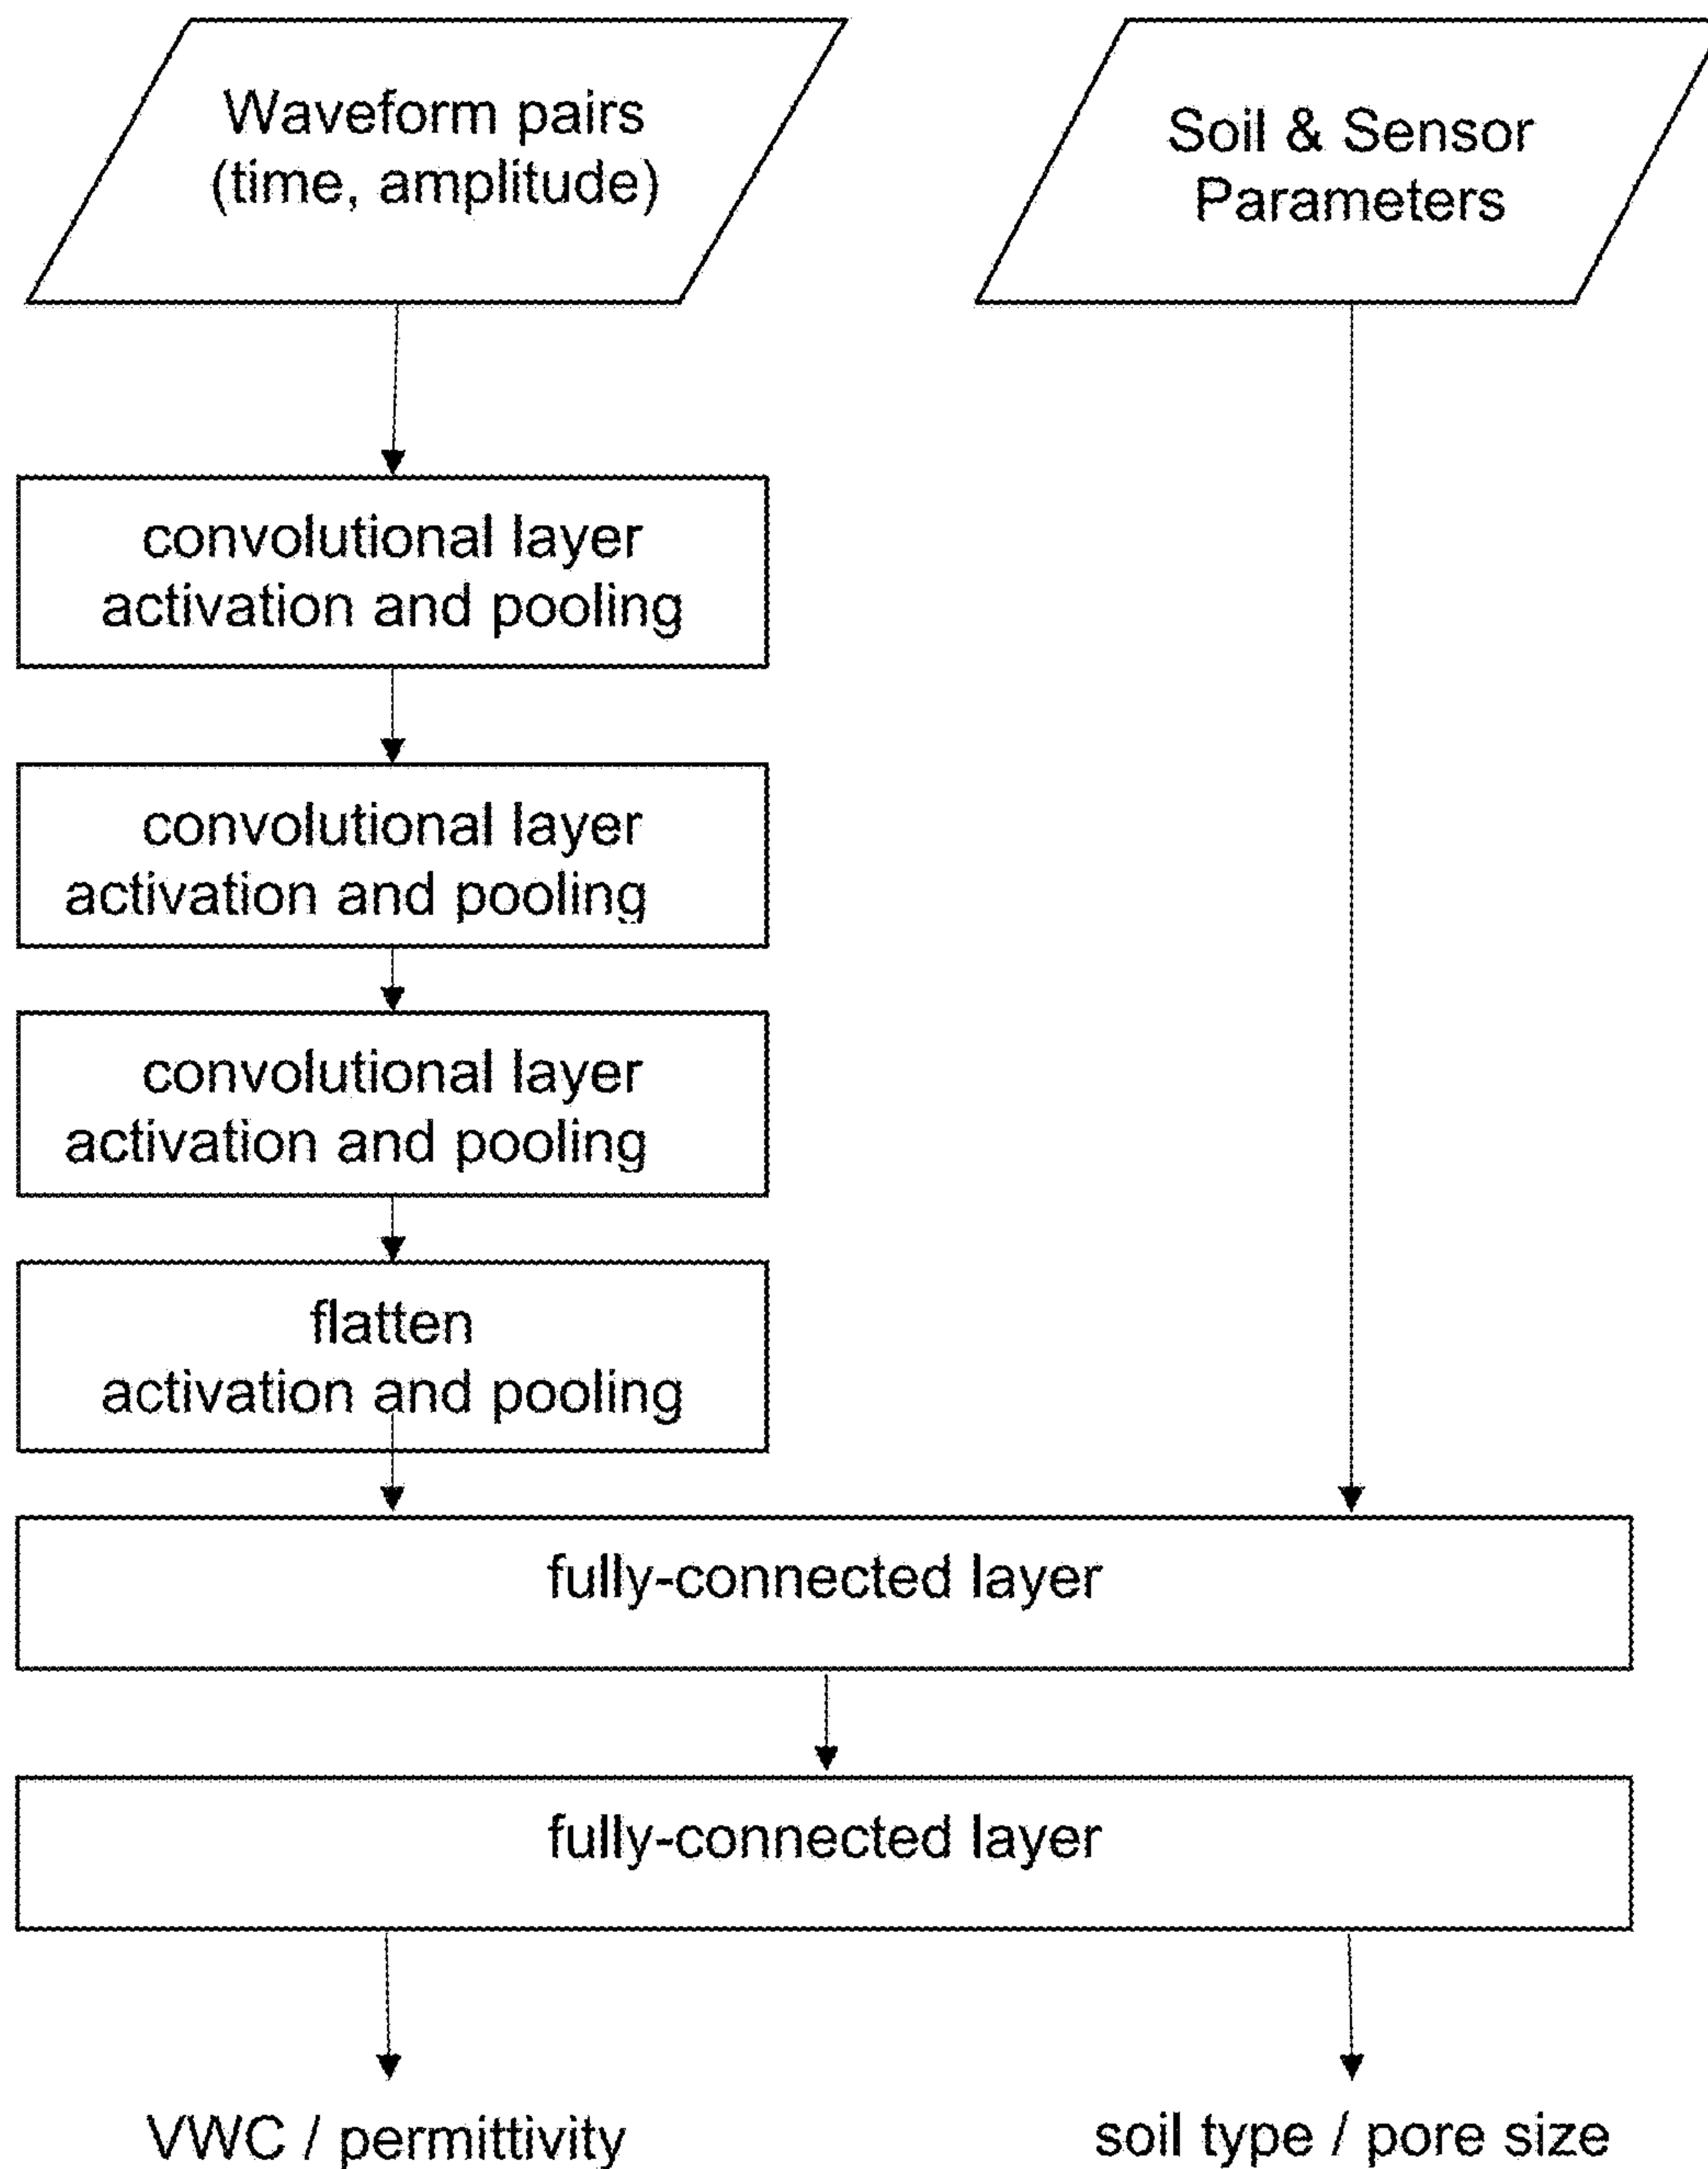 Waveform pairs
(time, amplitude)
Soil & Sensor
Parameters
convolutional layer
activation and pooling
convolutional layer
activation and pooling
convolutional layer
activation and pooling
flatten
activation and pooling
fully-connected layer
fully-connected layer
VWC / permittivity
soil type / pore size